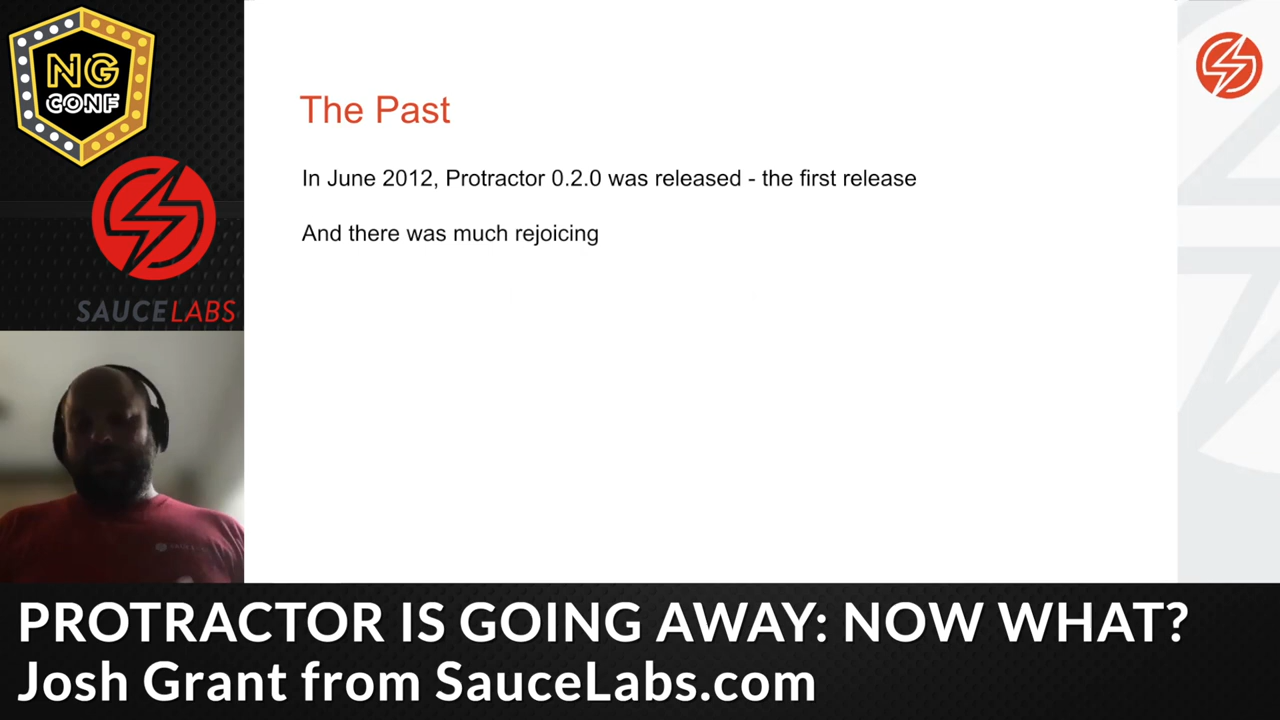 NG
CONF
SAUCELABS
The Past
In June 2012, Protractor 0.2.0 was released - the first release
And there was much rejoicing
PROTRACTOR IS GOING AWAY: NOW WHAT?
Josh Grant from SauceLabs.com